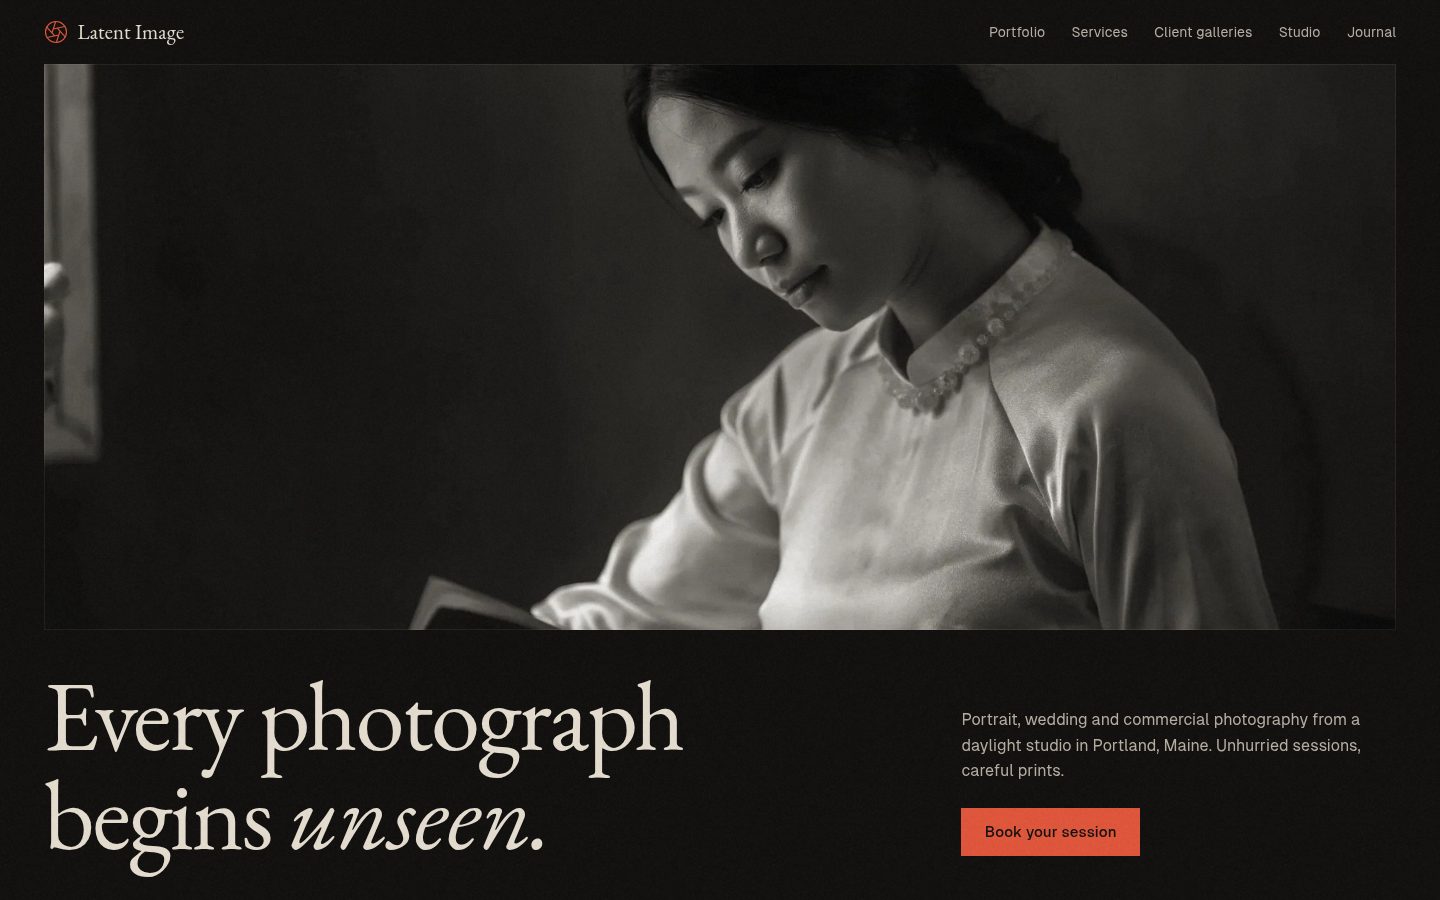 Latent Image
Portfolio
Services
Client galleries
Studio
Journal
Every photograph
begins unseen.
Portrait, wedding and commercial photography from a
daylight studio in Portland, Maine. Unhurried sessions,
careful prints.
Book your session